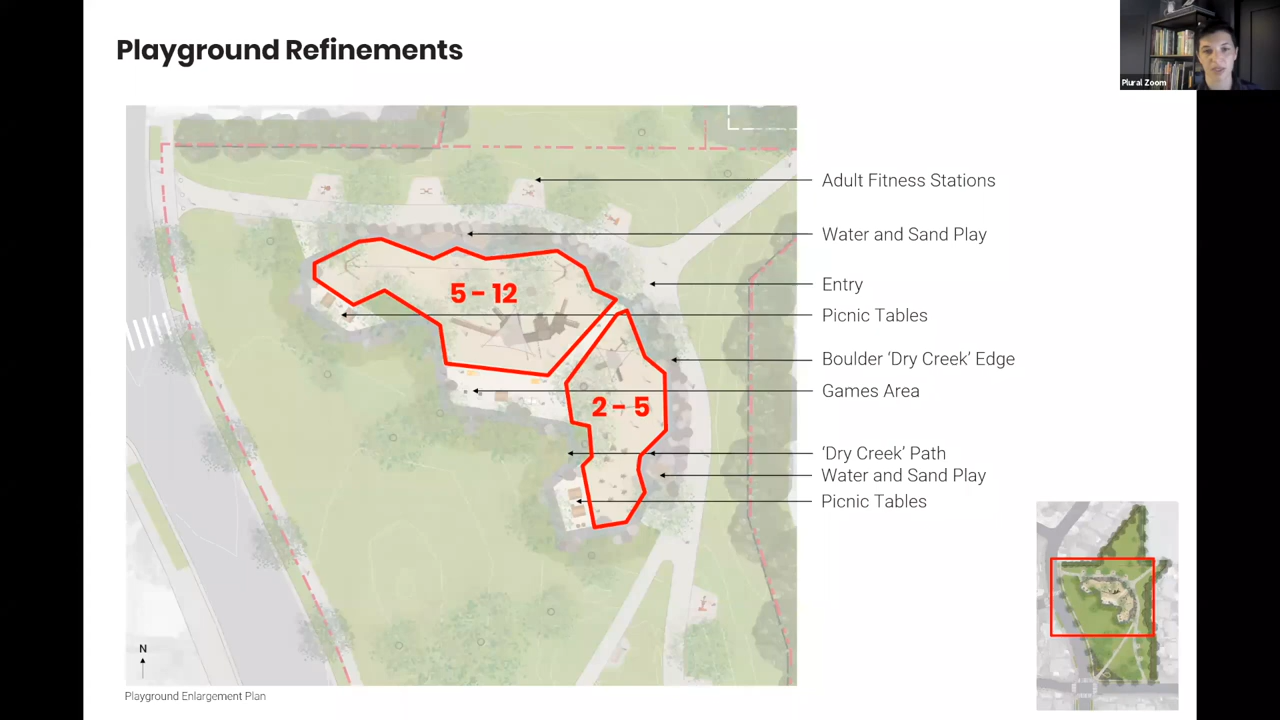 Playground Refinements
Plural Zoom
Adult Fitness Stations
Water and Sand Play
Entry
5 - 12
Picnic Tables
Boulder ‘Dry Creek’ Edge
Games Area
2 - 5
‘Dry Creek’ Path
Water and Sand Play
Picnic Tables
N
Playground Enlargement Plan